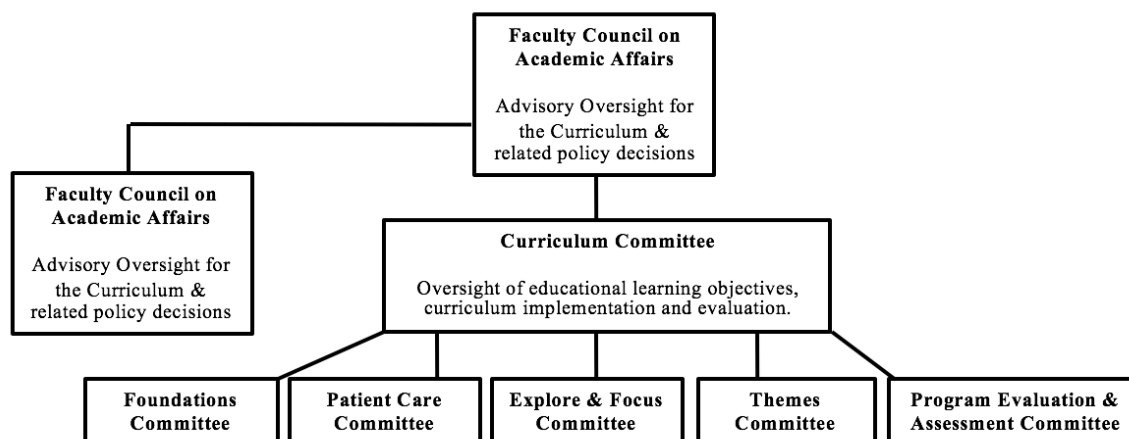 Faculty Council on
Academic Affairs
Advisory Oversight for
the Curriculum &
related policy decisions
Faculty Council on
Academic Affairs
Advisory Oversight for
the Curriculum &
related policy decisions
Curriculum Committee
Oversight of educational learning objectives,
curriculum implementation and evaluation.
Foundations
Committee
Patient Care
Committee
Explore & Focus
Committee
Themes
Committee
Program Evaluation &
Assessment Committee